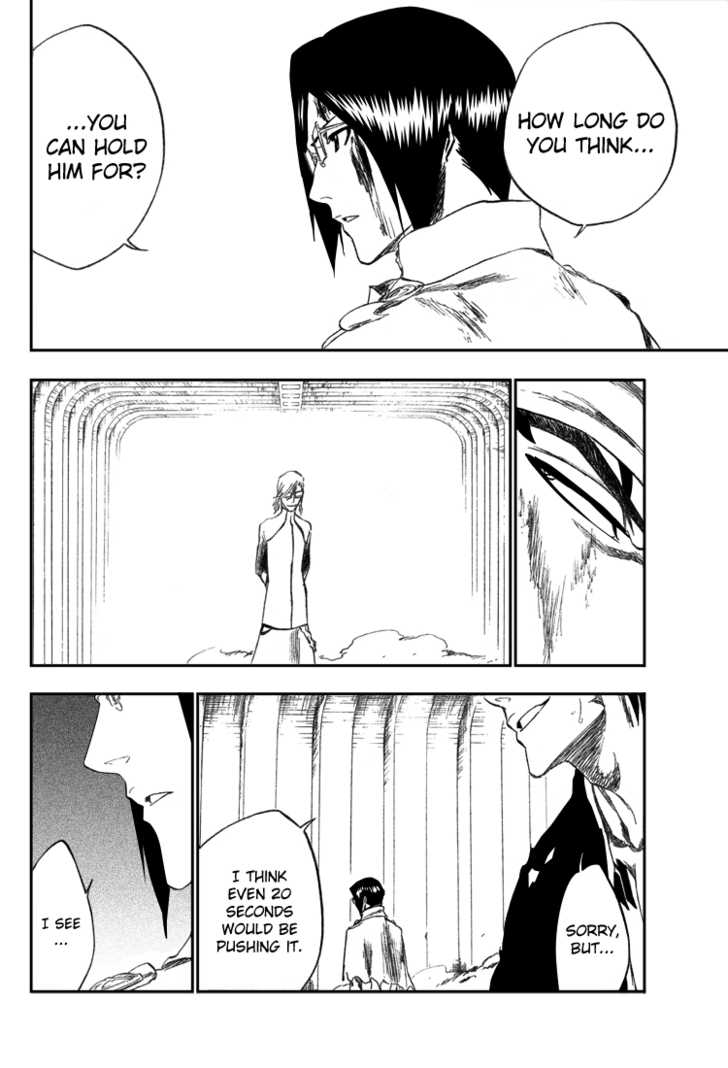 HOW LONG DO
YOU THINK...
...YOU
CAN HOLD
HIM FOR?
SORRY,
BUT...
I THINK
EVEN 20
SECONDS
WOULD BE
PUSHING IT.
I SEE
...